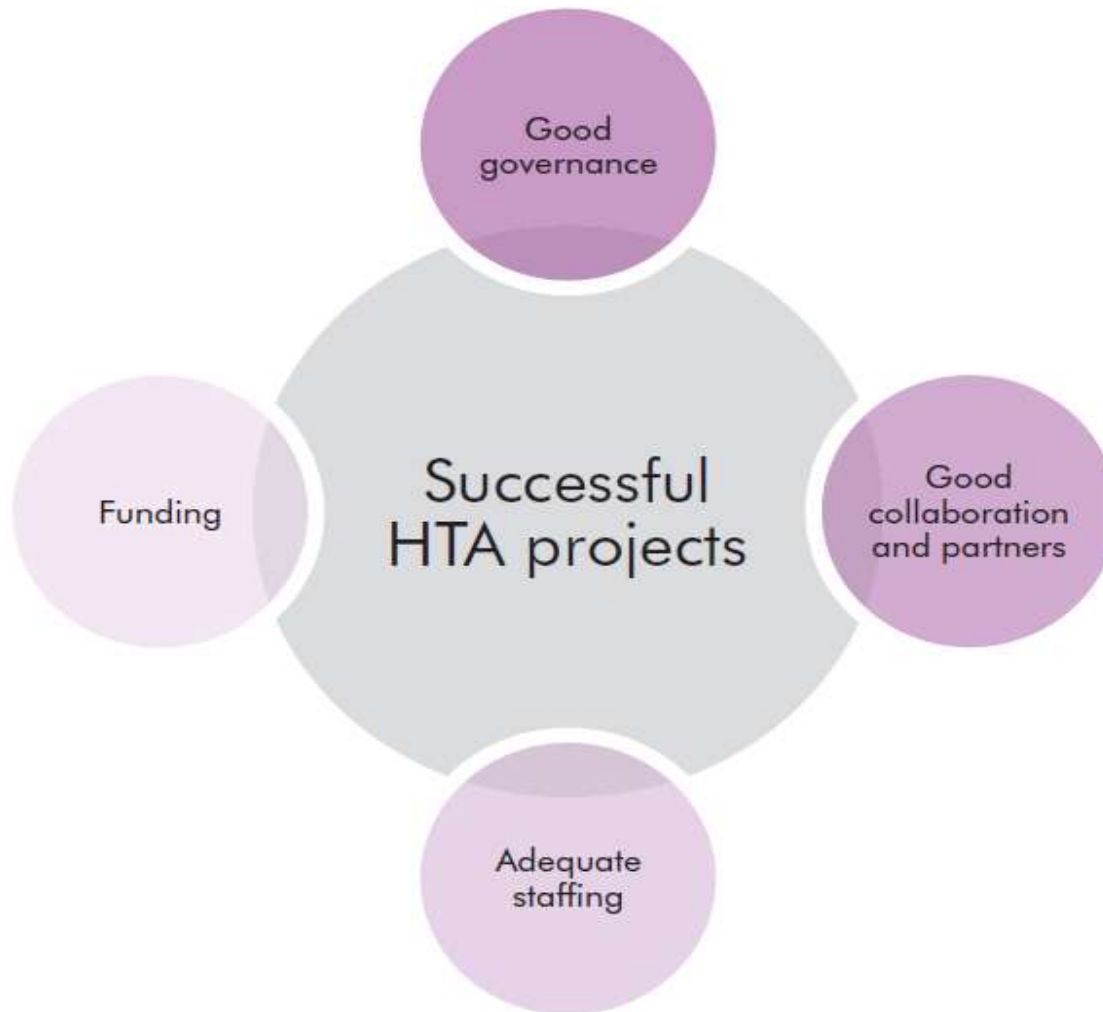 Good
governance
Funding
Successful
HTA projects
Good
collaboration
and partners
Adequate
staffing